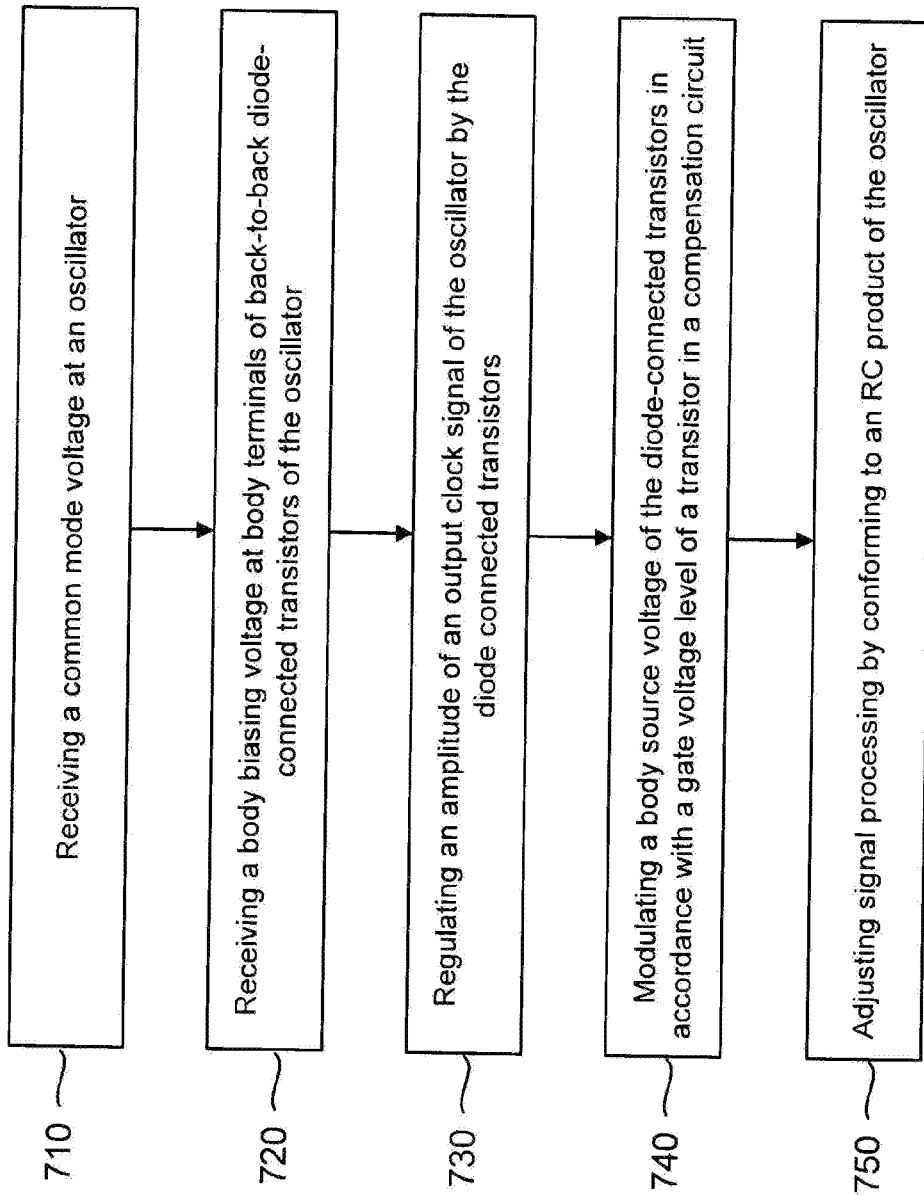 710
Receiving a common mode voltage at an oscillator
720
Receiving a body biasing voltage at body terminals of back-to-back diode-
connected transistors of the oscillator
730
Regulating an amplitude of an output clock signal of the oscillator by the
diode connected transistors
740
Modulating a body source voltage of the diode-connected transistors in
accordance with a gate voltage level of a transistor in a compensation circuit
750
Adjusting signal processing by conforming to an RC product of the oscillator